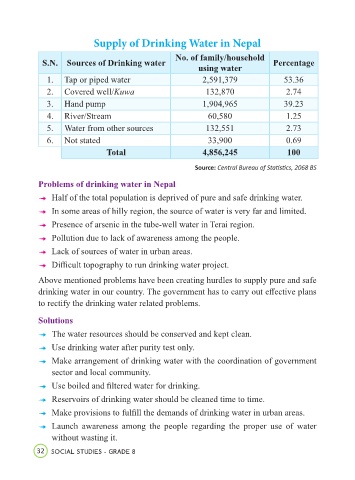 Supply of Drinking Water in Nepal
S.N. Sources of Drinking water No. of family/household using water Percentage
1. Tap or piped water 2,591,379 53.36
2. Covered well/Kuwa 132,870 2.74
3. Hand pump 1,904,965 39.23
4. River/Stream 60,580 1.25
5. Water from other sources 132,551 2.73
6. Not stated 33,900 0.69
Total 4,856,245 100
Source: Central Bureau of Statistics, 2068 BS
Problems of drinking water in Nepal
Half of the total population is deprived of pure and safe drinking water.
In some areas of hilly region, the source of water is very far and limited.
Presence of arsenic in the tube-well water in Terai region.
Pollution due to lack of awareness among the people.
Lack of sources of water in urban areas.
Difficult topography to run drinking water project.
Above mentioned problems have been creating hurdles to supply pure and safe
drinking water in our country. The government has to carry out effective plans
to rectify the drinking water related problems.
Solutions
The water resources should be conserved and kept clean.
Use drinking water after purity test only.
Make arrangement of drinking water with the coordination of government
sector and local community.
Use boiled and filtered water for drinking.
Reservoirs of drinking water should be cleaned time to time.
Make provisions to fulfill the demands of drinking water in urban areas.
Launch awareness among the people regarding the proper use of water
without wasting it.
32 SOCIAL STUDIES - GRADE 8